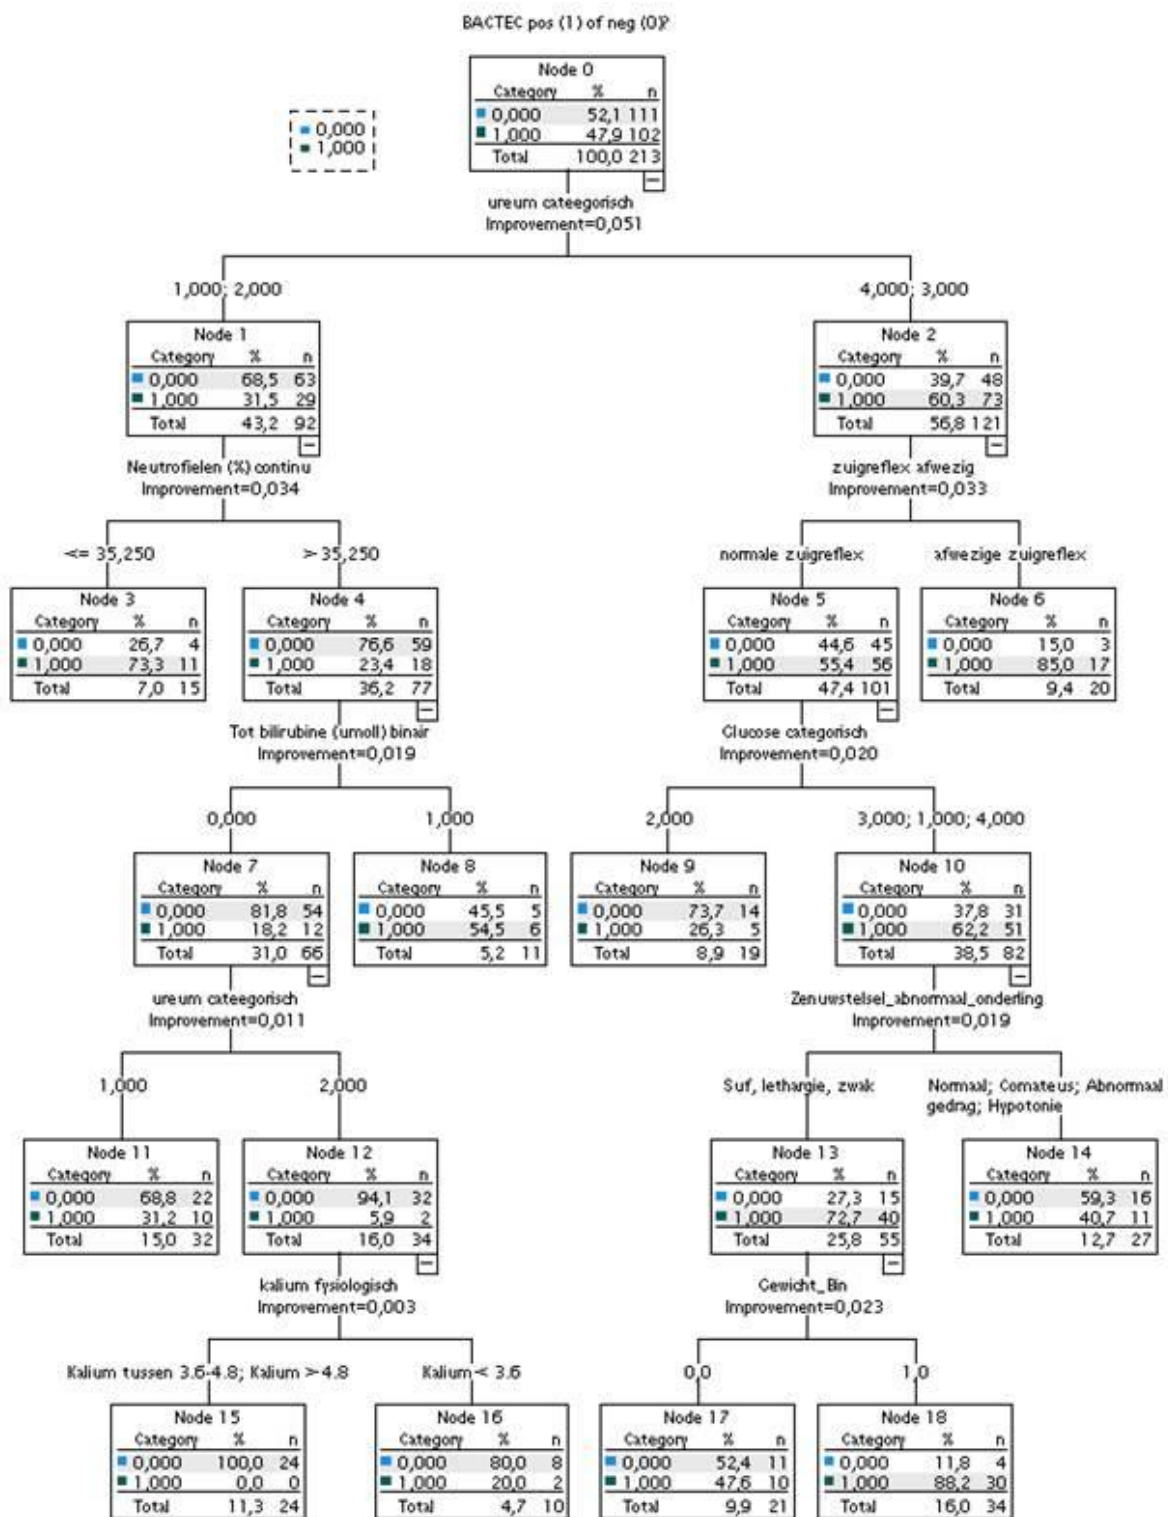 BACTEC pos (1) of neg (0)?
Node 0
Category % n
0,000 52,1 111
1,000 47,9 102
Total 100,0 213
0,000
1,000
ureum cateegorisch
Improvement=0,051
1,000; 2,000
4,000; 3,000
Node 1
Category % n
0,000 68,5 63
1,000 31,5 29
Total 43,2 92
Node 2
Category % n
0,000 39,7 48
1,000 60,3 73
Total 56,8 121
Neutrofielen (%) continu
Improvement=0,034
zuigreflex afwezig
Improvement=0,033
<= 35,250
> 35,250
normale zuigreflex
afwezige zuigreflex
Node 3
Category % n
0,000 26,7 4
1,000 73,3 11
Total 7,0 15
Node 4
Category % n
0,000 76,6 59
1,000 23,4 18
Total 36,2 77
Node 5
Category % n
0,000 44,6 45
1,000 55,4 56
Total 47,4 101
Node 6
Category % n
0,000 15,0 3
1,000 85,0 17
Total 9,4 20
Tot bilirubine (umoll) binair
Improvement=0,019
Glucose categorisch
Improvement=0,020
0,000
1,000
2,000
3,000; 1,000; 4,000
Node 7
Category % n
0,000 81,8 54
1,000 18,2 12
Total 31,0 66
Node 8
Category % n
0,000 45,5 5
1,000 54,5 6
Total 5,2 11
Node 9
Category % n
0,000 73,7 14
1,000 26,3 5
Total 8,9 19
Node 10
Category % n
0,000 37,8 31
1,000 62,2 51
Total 38,5 82
ureum cateegorisch
Improvement=0,011
Zenuwstelsel_abnormaal_onderling
Improvement=0,019
1,000
2,000
Suf, lethargie, zwak
Normaal; Comateus; Abnormaal
gedrag; Hypotonie
Node 11
Category % n
0,000 68,8 22
1,000 31,2 10
Total 15,0 32
Node 12
Category % n
0,000 94,1 32
1,000 5,9 2
Total 16,0 34
Node 13
Category % n
0,000 27,3 15
1,000 72,7 40
Total 25,8 55
Node 14
Category % n
0,000 59,3 16
1,000 40,7 11
Total 12,7 27
kalium fysiologisch
Improvement=0,003
Gewicht_Bin
Improvement=0,023
Kalium tussen 3.6-4.8; Kalium > 4.8
Kalium < 3.6
0,0
1,0
Node 15
Category % n
0,000 100,0 24
1,000 0,0 0
Total 11,3 24
Node 16
Category % n
0,000 80,0 8
1,000 20,0 2
Total 4,7 10
Node 17
Category % n
0,000 52,4 11
1,000 47,6 10
Total 9,9 21
Node 18
Category % n
0,000 11,8 4
1,000 88,2 30
Total 16,0 34